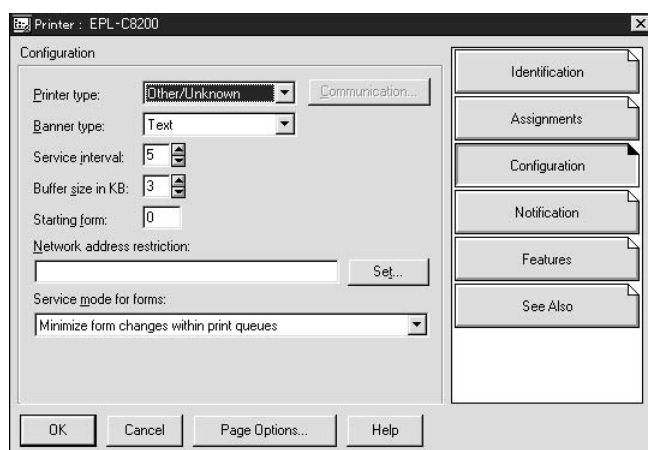 Printer : EPL-C8200
Configuration
Printer type: Other/Unknown Communication...
Banner type: Text
Service interval: 5
Buffer size in KB: 3
Starting form: 0
Network address restriction:
Set...
Service mode for forms:
Minimize form changes within print queues
OK Cancel Page Options... Help
Identification
Assignments
Configuration
Notification
Features
See Also